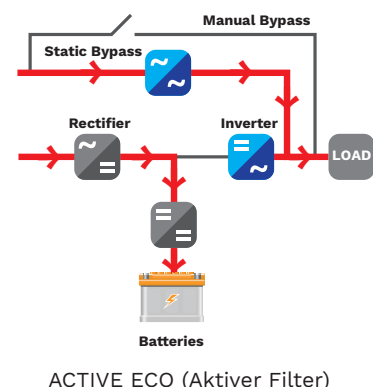 Manual Bypass
Static Bypass
Rectifier
Inverter
LOAD
Batteries
ACTIVE ECO (Aktiver Filter)